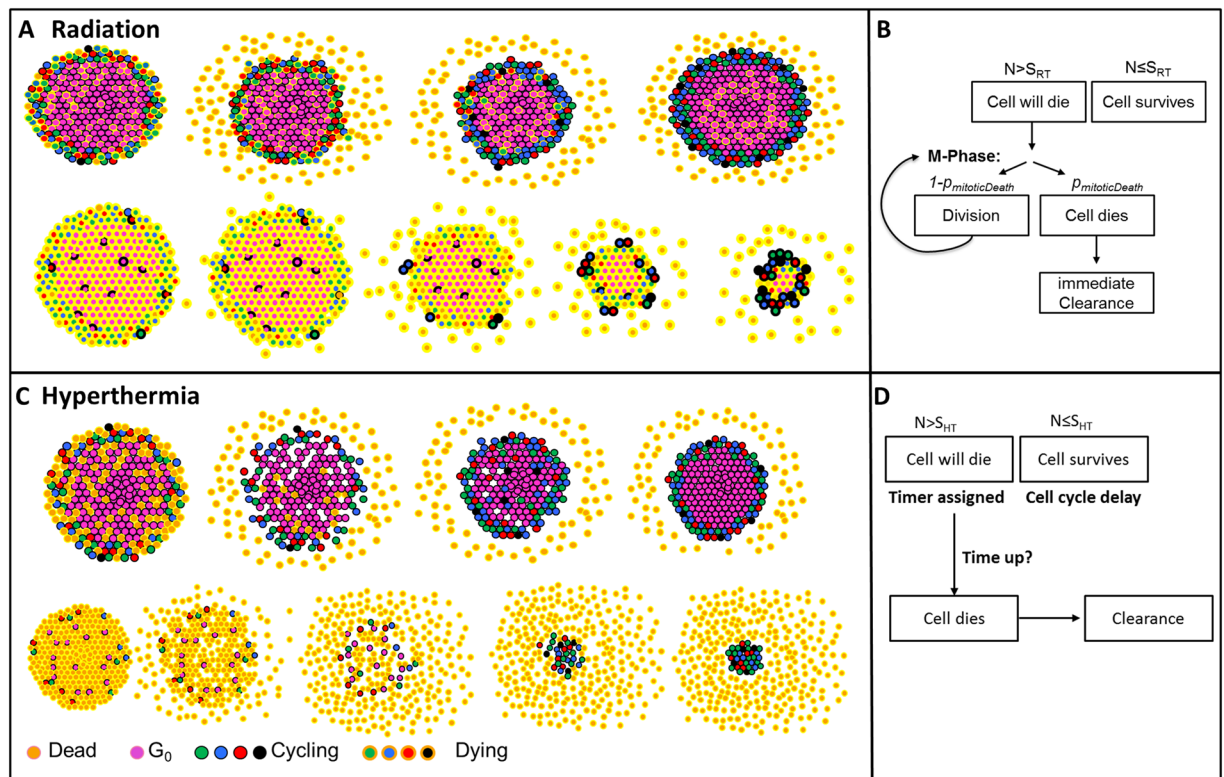 A Radiation
B
N>S_RT N≤S_RT
Cell will die Cell survives
M-Phase:
1-p_mitoticDeath p_mitoticDeath
Division Cell dies
immediate
Clearance
C Hyperthermia
D
N>S_HT N≤S_HT
Cell will die Cell survives
Timer assigned Cell cycle delay
Time up?
Cell dies Clearance
Dead G₀ Cycling Dying